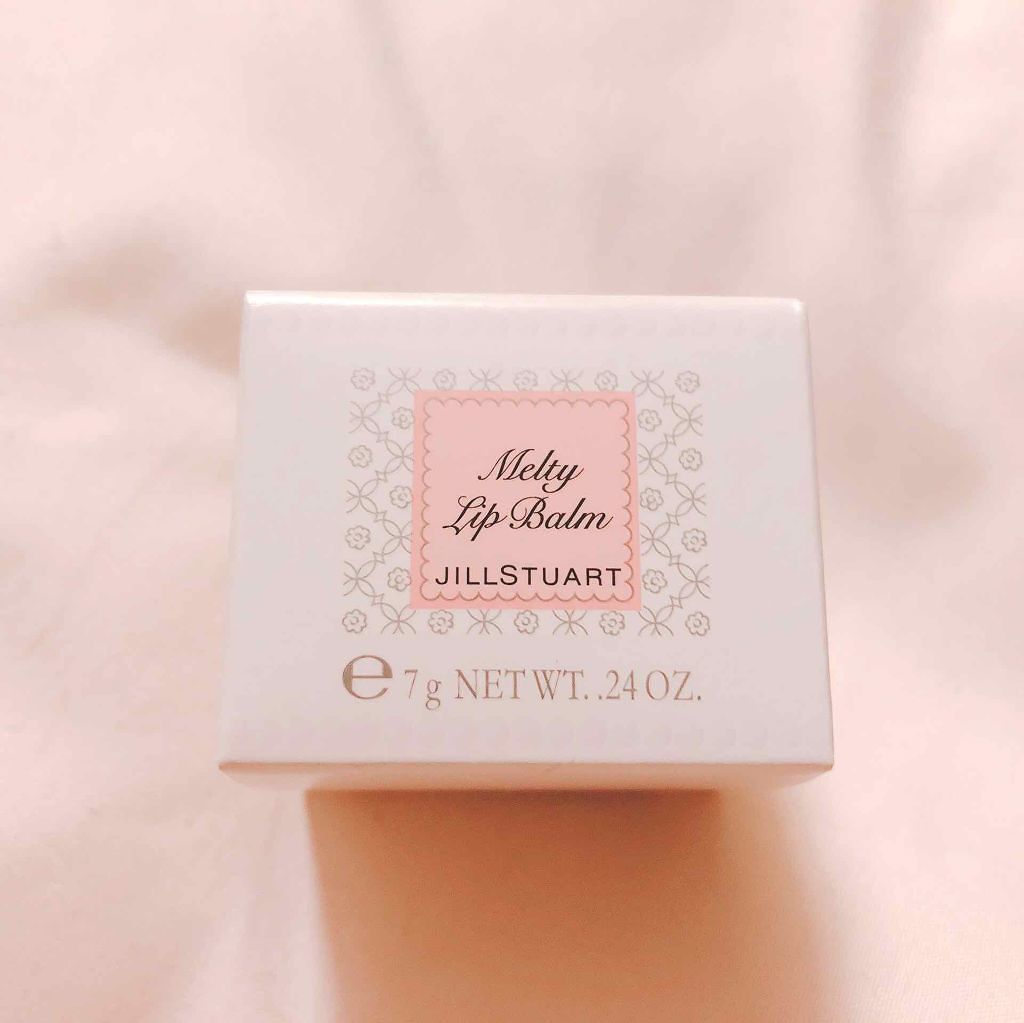 Melty
Lip Balm
JILLSTUART
℮ 7g NET WT. .24 OZ.